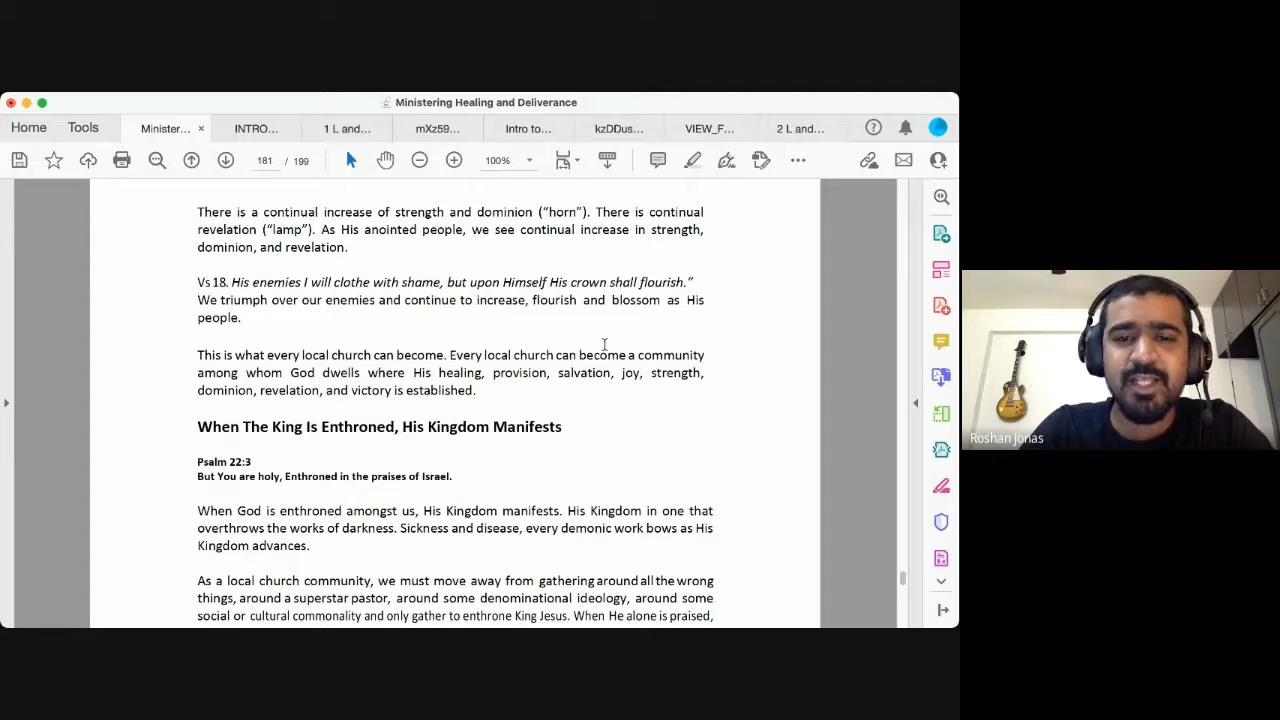 Ministering Healing and Deliverance
Home Tools Minister... × INTRO... 1 L and... mXz59... Intro to... kzDDus... VIEW_F... 2 L and...
181 / 199 100%
There is a continual increase of strength and dominion (“horn”). There is continual
revelation (“lamp”). As His anointed people, we see continual increase in strength,
dominion, and revelation.
Vs 18. His enemies I will clothe with shame, but upon Himself His crown shall flourish.”
We triumph over our enemies and continue to increase, flourish and blossom as His
people.
This is what every local church can become. Every local church can become a community
among whom God dwells where His healing, provision, salvation, joy, strength,
dominion, revelation, and victory is established.
When The King Is Enthroned, His Kingdom Manifests
Psalm 22:3
But You are holy, Enthroned in the praises of Israel.
When God is enthroned amongst us, His Kingdom manifests. His Kingdom in one that
overthrows the works of darkness. Sickness and disease, every demonic work bows as His
Kingdom advances.
As a local church community, we must move away from gathering around all the wrong
things, around a superstar pastor, around some denominational ideology, around some
social or cultural commonality and only gather to enthrone King Jesus. When He alone is praised,
Roshan Jonas